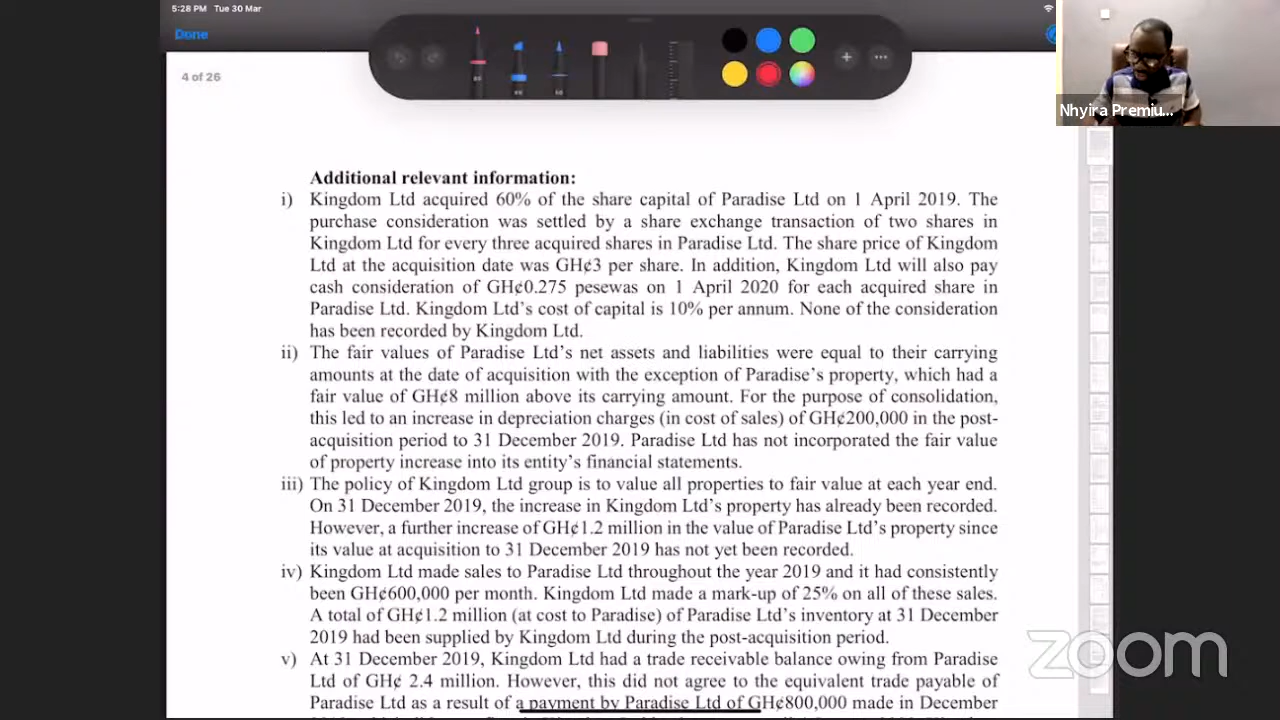 5:28 PM Tue 30 Mar
Done
4 of 26
Nhyira Premiu...
Additional relevant information:
i) Kingdom Ltd acquired 60% of the share capital of Paradise Ltd on 1 April 2019. The
purchase consideration was settled by a share exchange transaction of two shares in
Kingdom Ltd for every three acquired shares in Paradise Ltd. The share price of Kingdom
Ltd at the acquisition date was GH¢3 per share. In addition, Kingdom Ltd will also pay
cash consideration of GH¢0.275 pesewas on 1 April 2020 for each acquired share in
Paradise Ltd. Kingdom Ltd's cost of capital is 10% per annum. None of the consideration
has been recorded by Kingdom Ltd.
ii) The fair values of Paradise Ltd's net assets and liabilities were equal to their carrying
amounts at the date of acquisition with the exception of Paradise's property, which had a
fair value of GH¢8 million above its carrying amount. For the purpose of consolidation,
this led to an increase in depreciation charges (in cost of sales) of GH¢200,000 in the post-
acquisition period to 31 December 2019. Paradise Ltd has not incorporated the fair value
of property increase into its entity's financial statements.
iii) The policy of Kingdom Ltd group is to value all properties to fair value at each year end.
On 31 December 2019, the increase in Kingdom Ltd's property has already been recorded.
However, a further increase of GH¢1.2 million in the value of Paradise Ltd's property since
its value at acquisition to 31 December 2019 has not yet been recorded.
iv) Kingdom Ltd made sales to Paradise Ltd throughout the year 2019 and it had consistently
been per month. Kingdom Ltd made a mark-up of 25% on all of these sales.
A total of GH¢1.2 million (at cost to Paradise) of Paradise Ltd's inventory at 31 December
2019 had been supplied by Kingdom Ltd during the post-acquisition period.
v) At 31 December 2019, Kingdom Ltd had a trade receivable balance owing from Paradise
Ltd of GH¢ 2.4 million. However, this did not agree to the equivalent trade payable of
Paradise Ltd as a result of a payment by Paradise Ltd of GH¢800,000 made in December
zoom